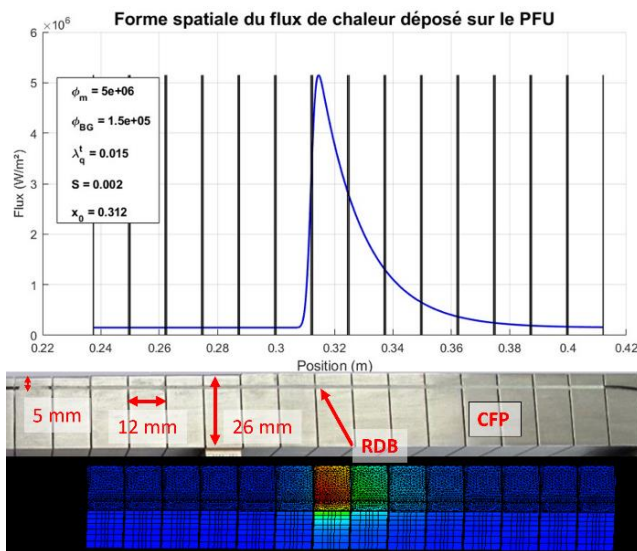 Forme spatiale du flux de chaleur déposé sur le PFU
×10⁶
6
5
4
3
2
1
0
Flux (W/m²)
ϕm = 5e+06
ϕBG = 1.5e+05
λqᵗ = 0.015
S = 0.002
x₀ = 0.312
0.22 0.24 0.26 0.28 0.3 0.32 0.34 0.36 0.38 0.4 0.42
Position (m)
5 mm
12 mm
26 mm
RDB
CFP